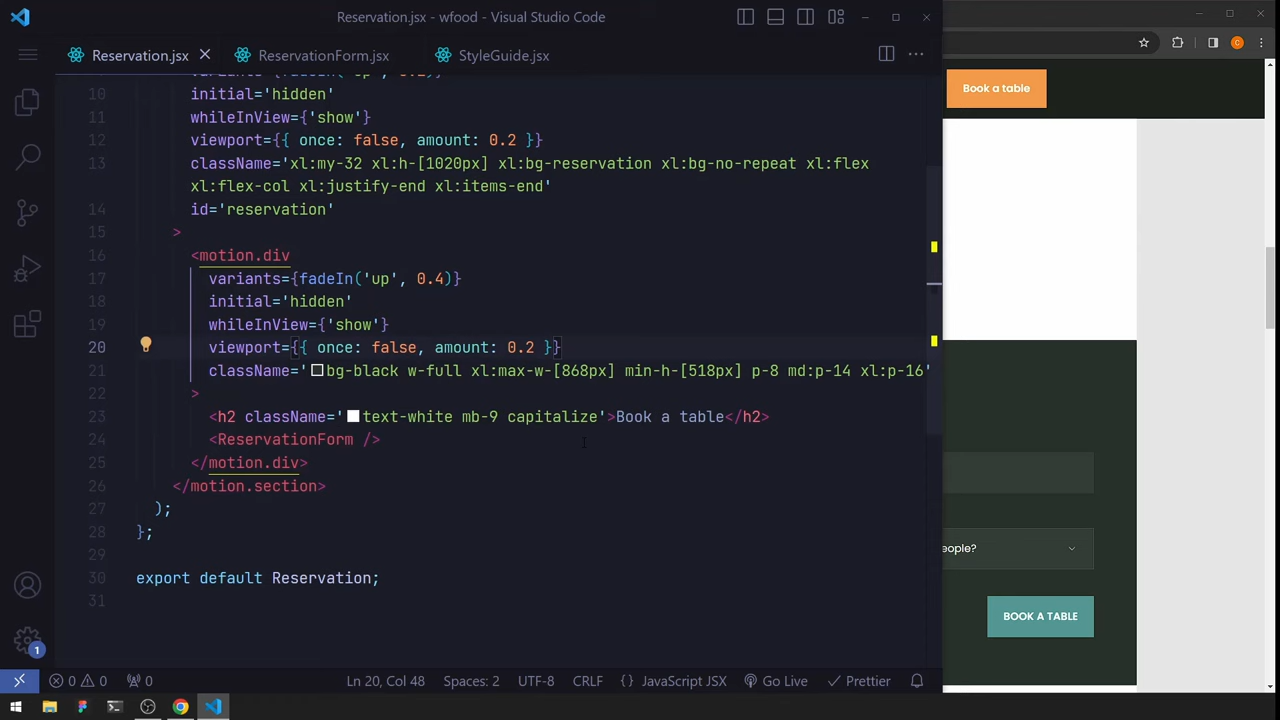 Reservation.jsx - wfood - Visual Studio Code
Reservation.jsx
ReservationForm.jsx
StyleGuide.jsx
10 initial='hidden'
11 whileInView={'show'}
12 viewport={{ once: false, amount: 0.2 }}
13 className='xl:my-32 xl:h-[1020px] xl:bg-reservation xl:bg-no-repeat xl:flex
xl:flex-col xl:justify-end xl:items-end'
14 id='reservation'
15 >
16 <motion.div
17 variants={fadeIn('up', 0.4)}
18 initial='hidden'
19 whileInView={'show'}
20 viewport={{ once: false, amount: 0.2 }}
21 className='bg-black w-full xl:max-w-[868px] min-h-[518px] p-8 md:p-14 xl:p-16'
22 >
23 <h2 className='text-white mb-9 capitalize'>Book a table</h2>
24 <ReservationForm />
25 </motion.div>
26 </motion.section>
27 );
28 };
29
30 export default Reservation;
31
1
0 0 0 Ln 20, Col 48 Spaces: 2 UTF-8 CRLF {} JavaScript JSX Go Live Prettier
C
Book a table
eople?
BOOK A TABLE